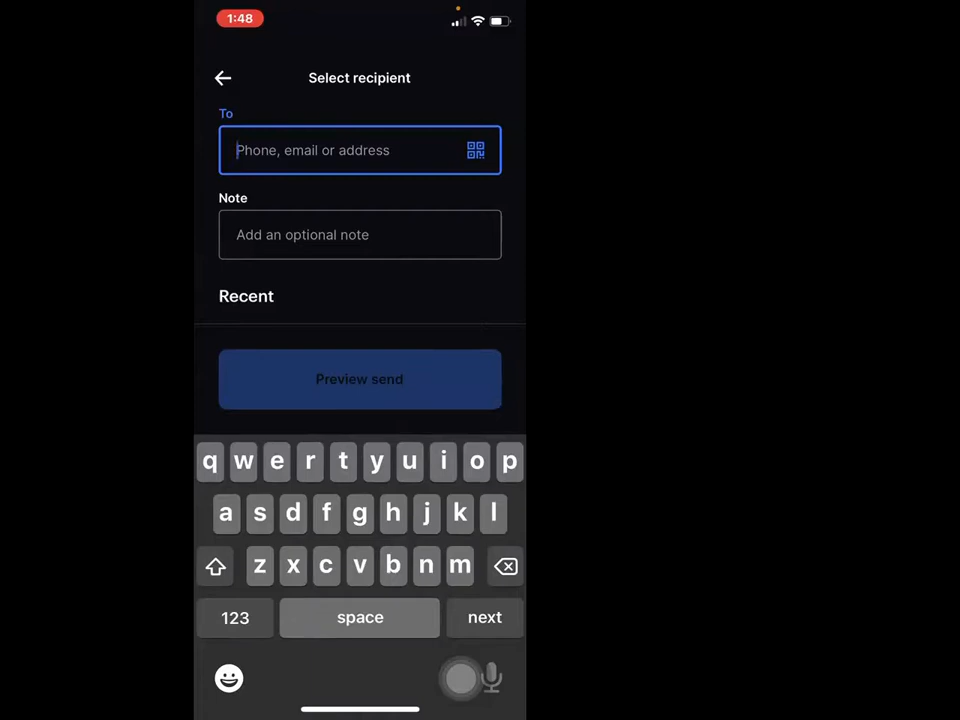 1:48
Select recipient
To
Phone, email or address
Note
Add an optional note
Recent
Preview send
q w e r t y u i o p
a s d f g h j k l
z x c v b n m
123 space next